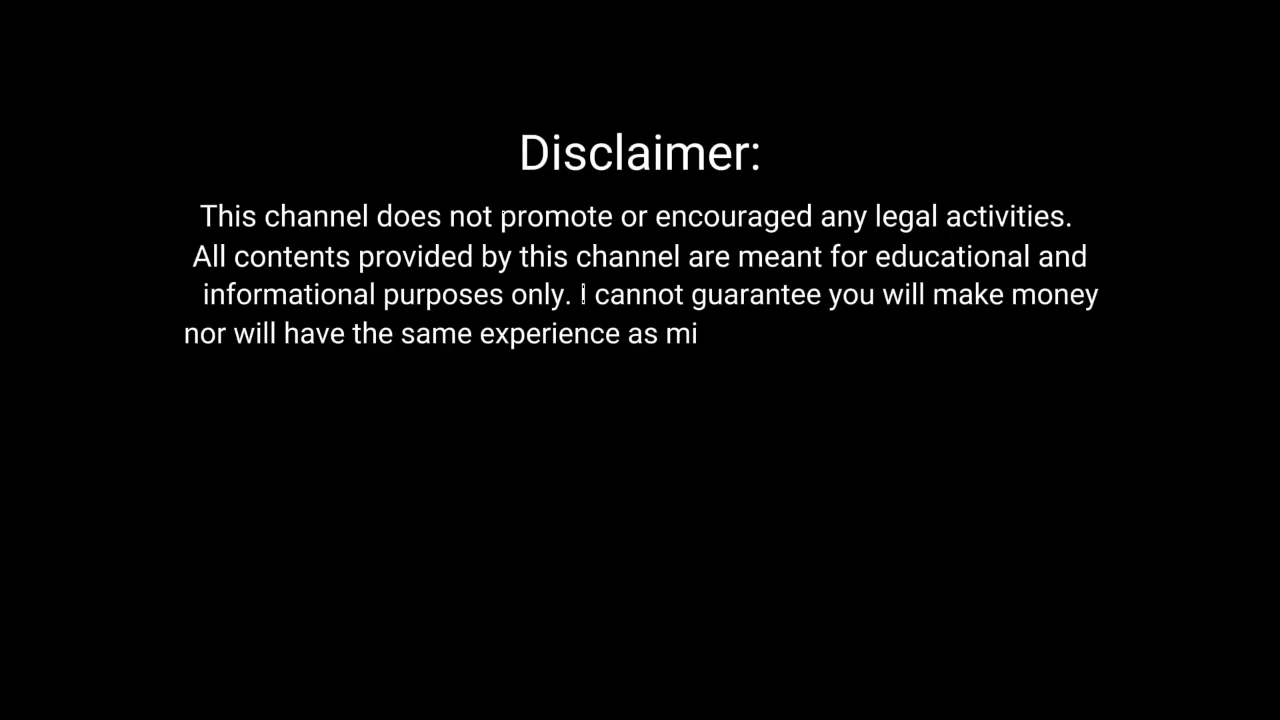 Disclaimer:
This channel does not promote or encouraged any legal activities.
All contents provided by this channel are meant for educational and
informational purposes only. I cannot guarantee you will make money
nor will have the same experience as mi